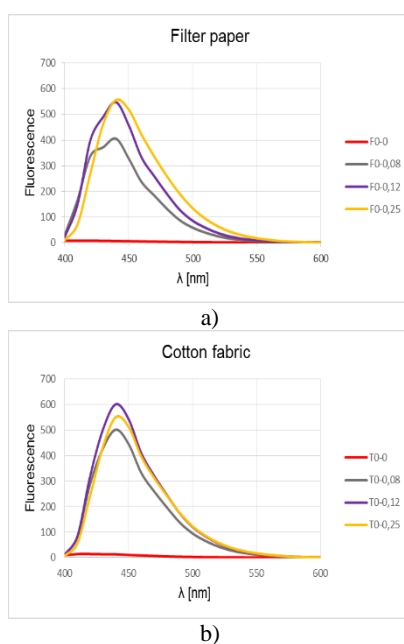 Filter paper
700
600
500
400
300
200
100
0
Fluorescence
400 450 500 550 600
λ [nm]
F0-0
F0-0,08
F0-0,12
F0-0,25
a)
Cotton fabric
700
600
500
400
300
200
100
0
Fluorescence
400 450 500 550 600
λ [nm]
T0-0
T0-0,08
T0-0,12
T0-0,25
b)